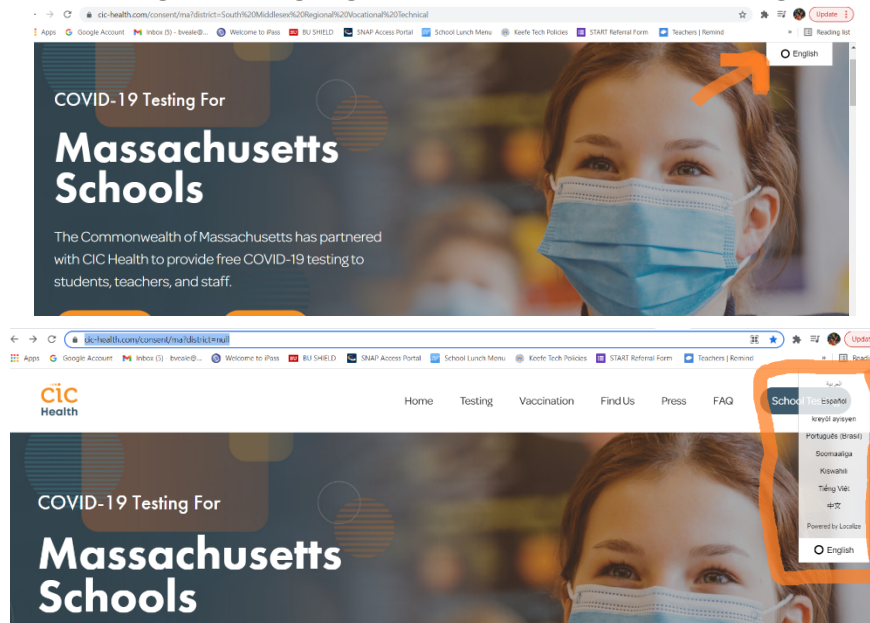 cic-health.com/consent/ma?district=South%20Middlesex%20Regional%20Vocational%20Technical
Update
Apps Google Account Inbox (5) - bveale@... Welcome to iPass BU SHIELD SNAP Access Portal School Lunch Menu Keefe Tech Policies START Referral Form Teachers | Remind » Reading list
English
COVID-19 Testing For
Massachusetts
Schools
The Commonwealth of Massachusetts has partnered
with CIC Health to provide free COVID-19 testing to
students, teachers, and staff.
cic-health.com/consent/ma?district=null
Apps Google Account Inbox (5) - bveale@... Welcome to iPass BU SHIELD SNAP Access Portal School Lunch Menu Keefe Tech Policies START Referral Form Teachers | Remind »
cic
Health
Home Testing Vaccination Find Us Press FAQ School
العربية
Español
kreyòl ayisyen
Português (Brasil)
Soomaaliga
Kiswahili
Tiếng Việt
中文
Powered by Localize
English
COVID-19 Testing For
Massachusetts
Schools